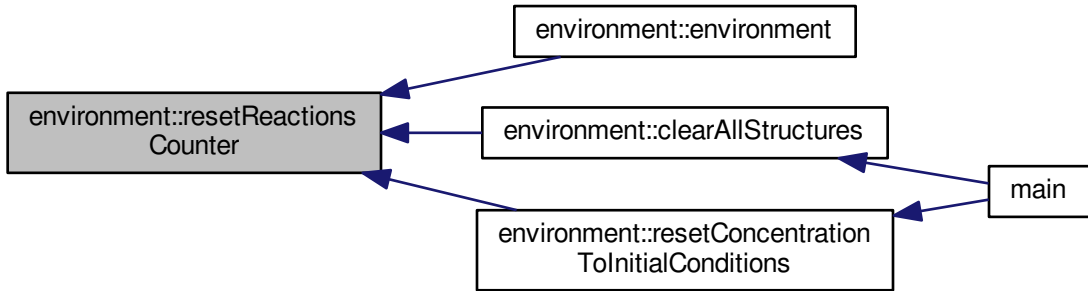 environment::environment
environment::resetReactions
Counter
environment::clearAllStructures
main
environment::resetConcentration
ToInitialConditions